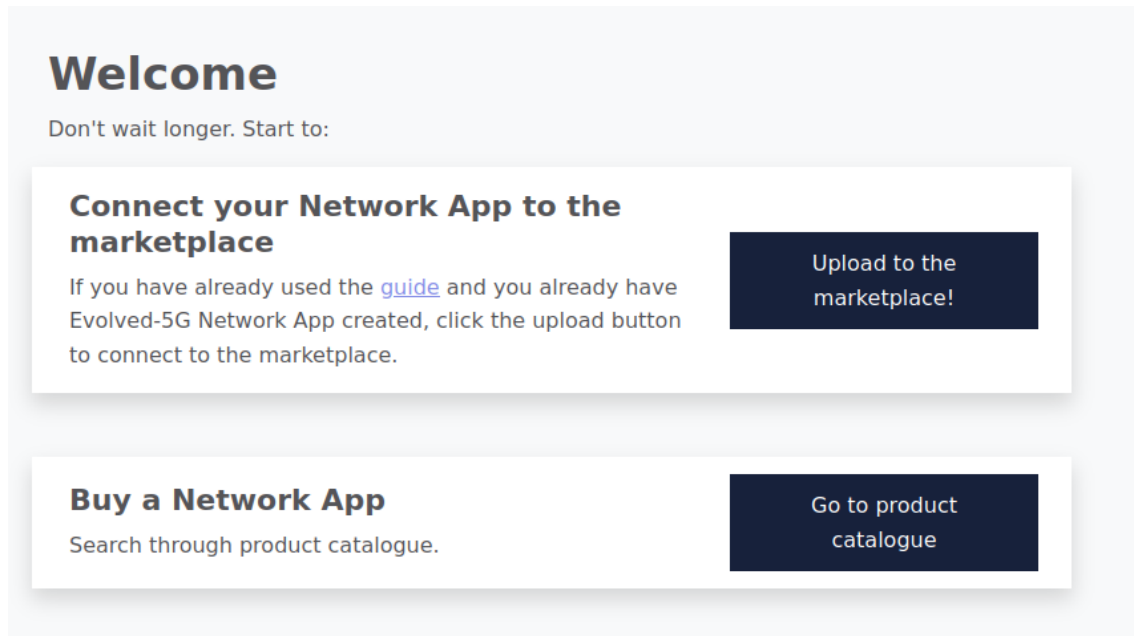 Welcome
Don't wait longer. Start to:
Connect your Network App to the
marketplace
If you have already used the guide and you already have
Evolved-5G Network App created, click the upload button
to connect to the marketplace.
Upload to the
marketplace!
Buy a Network App
Search through product catalogue.
Go to product
catalogue